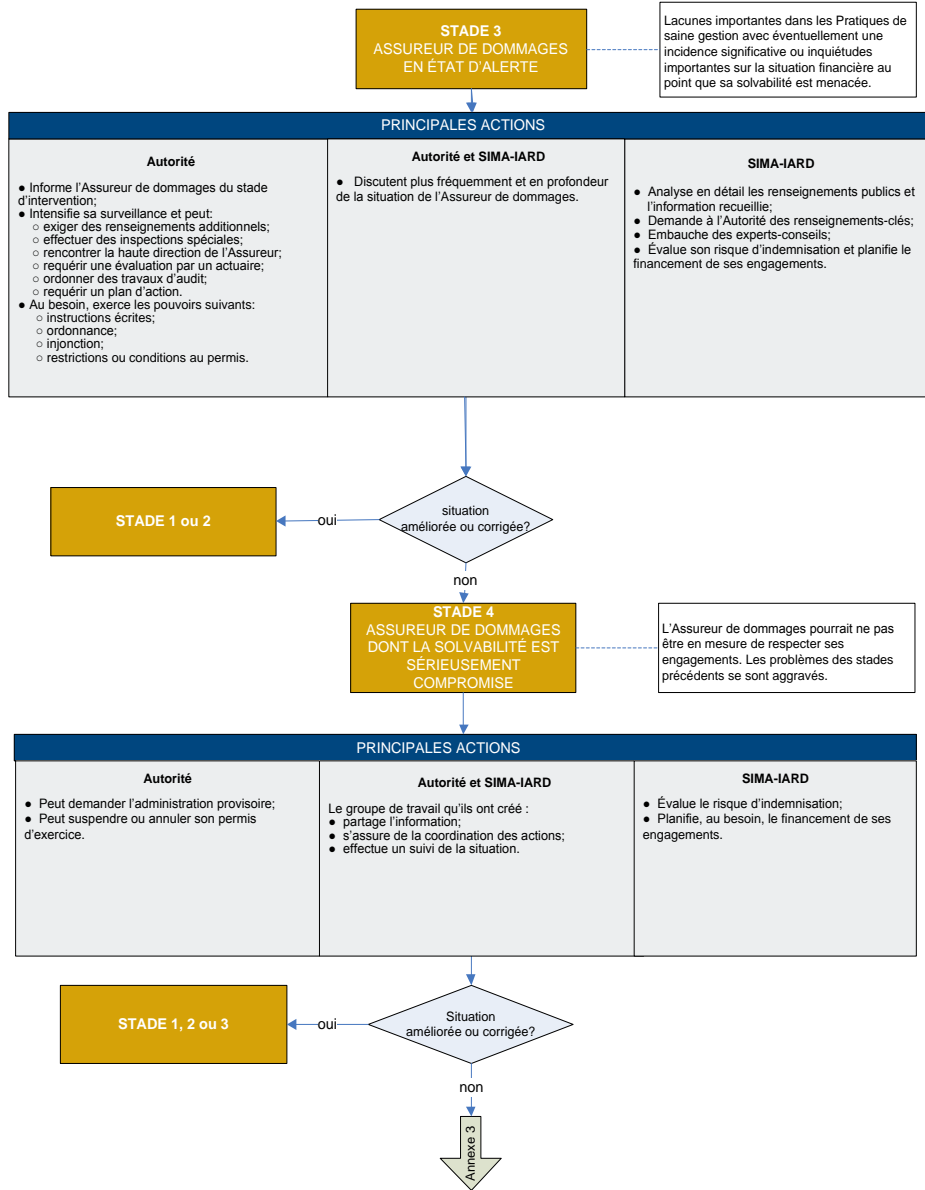 STADE 3
ASSUREUR DE DOMMAGES
EN ÉTAT D'ALERTE
Lacunes importantes dans les Pratiques de
saine gestion avec éventuellement une
incidence significative ou inquiétudes
importantes sur la situation financière au
point que sa solvabilité est menacée.
PRINCIPALES ACTIONS
Autorité
● Informe l'Assureur de dommages du stade
d'intervention;
● Intensifie sa surveillance et peut:
○ exiger des renseignements additionnels;
○ effectuer des inspections spéciales;
○ rencontrer la haute direction de l'Assureur;
○ requérir une évaluation par un actuaire;
○ ordonner des travaux d'audit;
○ requérir un plan d'action.
● Au besoin, exerce les pouvoirs suivants:
○ instructions écrites;
○ ordonnance;
○ injonction;
○ restrictions ou conditions au permis.
Autorité et SIMA-IARD
● Discutent plus fréquemment et en profondeur
de la situation de l'Assureur de dommages.
SIMA-IARD
● Analyse en détail les renseignements publics et
l'information recueillie;
● Demande à l'Autorité des renseignements-clés;
● Embauche des experts-conseils;
● Évalue son risque d'indemnisation et planifie le
financement de ses engagements.
situation
améliorée ou corrigée?
oui
STADE 1 ou 2
non
STADE 4
ASSUREUR DE DOMMAGES
DONT LA SOLVABILITÉ EST
SÉRIEUSEMENT
COMPROMISE
L'Assureur de dommages pourrait ne pas
être en mesure de respecter ses
engagements. Les problèmes des stades
précédents se sont aggravés.
PRINCIPALES ACTIONS
Autorité
● Peut demander l'administration provisoire;
● Peut suspendre ou annuler son permis
d'exercice.
Autorité et SIMA-IARD
Le groupe de travail qu'ils ont créé :
● partage l'information;
● s'assure de la coordination des actions;
● effectue un suivi de la situation.
SIMA-IARD
● Évalue le risque d'indemnisation;
● Planifie, au besoin, le financement de ses
engagements.
Situation
améliorée ou corrigée?
oui
STADE 1, 2 ou 3
non
Annexe 3